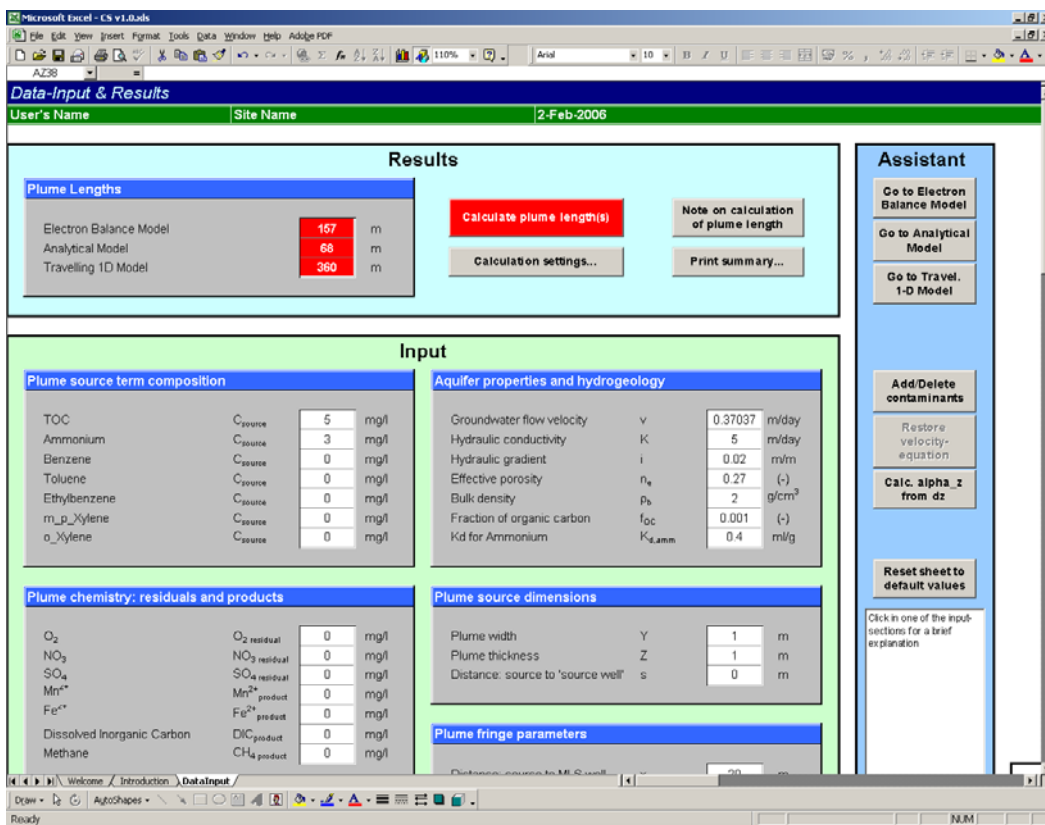 Microsoft Excel - CS v1.0.xls
File Edit View Insert Format Tools Data Window Help Adobe PDF
110% Arial 10 B I U
AZ38 =
Data-Input & Results
User's Name Site Name 2-Feb-2006
Results
Plume Lengths
Electron Balance Model 157 m
Analytical Model 68 m
Travelling 1D Model 360 m
Calculate plume length(s)
Note on calculation
of plume length
Calculation settings...
Print summary...
Assistant
Go to Electron
Balance Model
Go to Analytical
Model
Go to Travel.
1-D Model
Input
Plume source term composition
TOC Csource 5 mg/l
Ammonium Csource 3 mg/l
Benzene Csource 0 mg/l
Toluene Csource 0 mg/l
Ethylbenzene Csource 0 mg/l
m_p_Xylene Csource 0 mg/l
o_Xylene Csource 0 mg/l
Aquifer properties and hydrogeology
Groundwater flow velocity v 0.37037 m/day
Hydraulic conductivity K 5 m/day
Hydraulic gradient i 0.02 m/m
Effective porosity ne 0.27 (-)
Bulk density ρb 2 g/cm³
Fraction of organic carbon fOC 0.001 (-)
Kd for Ammonium Kd,amm 0.4 ml/g
Add/Delete
contaminants
Restore
velocity-
equation
Calc. alpha_z
from dz
Plume chemistry: residuals and products
O2 O2 residual 0 mg/l
NO3 NO3 residual 0 mg/l
SO4 SO4 residual 0 mg/l
Mn2+ Mn2+ product 0 mg/l
Fe2+ Fe2+ product 0 mg/l
Dissolved Inorganic Carbon DICproduct 0 mg/l
Methane CH4 product 0 mg/l
Plume source dimensions
Plume width Y 1 m
Plume thickness Z 1 m
Distance: source to 'source well' s 0 m
Plume fringe parameters
Distance: source to MLS well x 20 m
Reset sheet to
default values
Click in one of the input-
sections for a brief
explanation
Welcome Introduction DataInput
Draw AutoShapes
Ready NUM